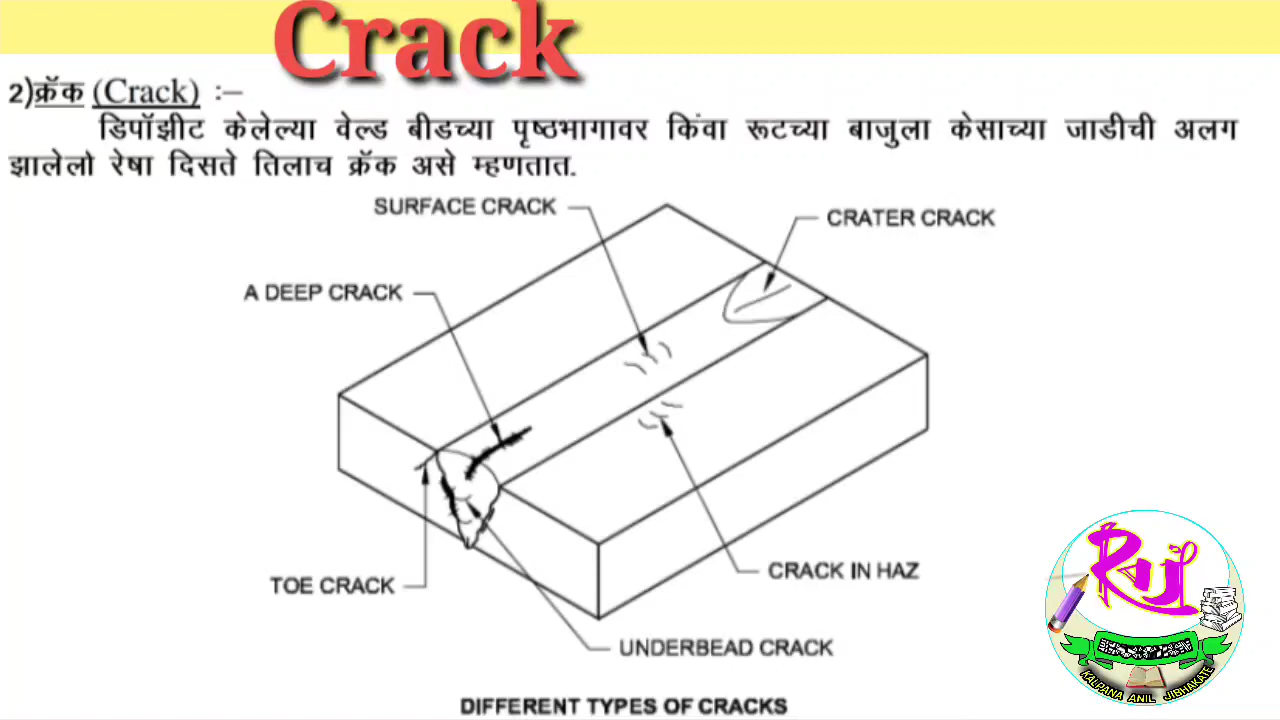 Crack
2)क्रॅक (Crack) :–
डिपॉझीट केलेल्या वेल्ड बीडच्या पृष्ठभागावर किंवा रूटच्या बाजुला केसाच्या जाडीची अलग
झालेलो रेषा दिसते तिलाच क्रॅक असे म्हणतात.
SURFACE CRACK
CRATER CRACK
A DEEP CRACK
TOE CRACK
CRACK IN HAZ
UNDERBEAD CRACK
DIFFERENT TYPES OF CRACKS
KALPANA ANIL JIBHAKATE